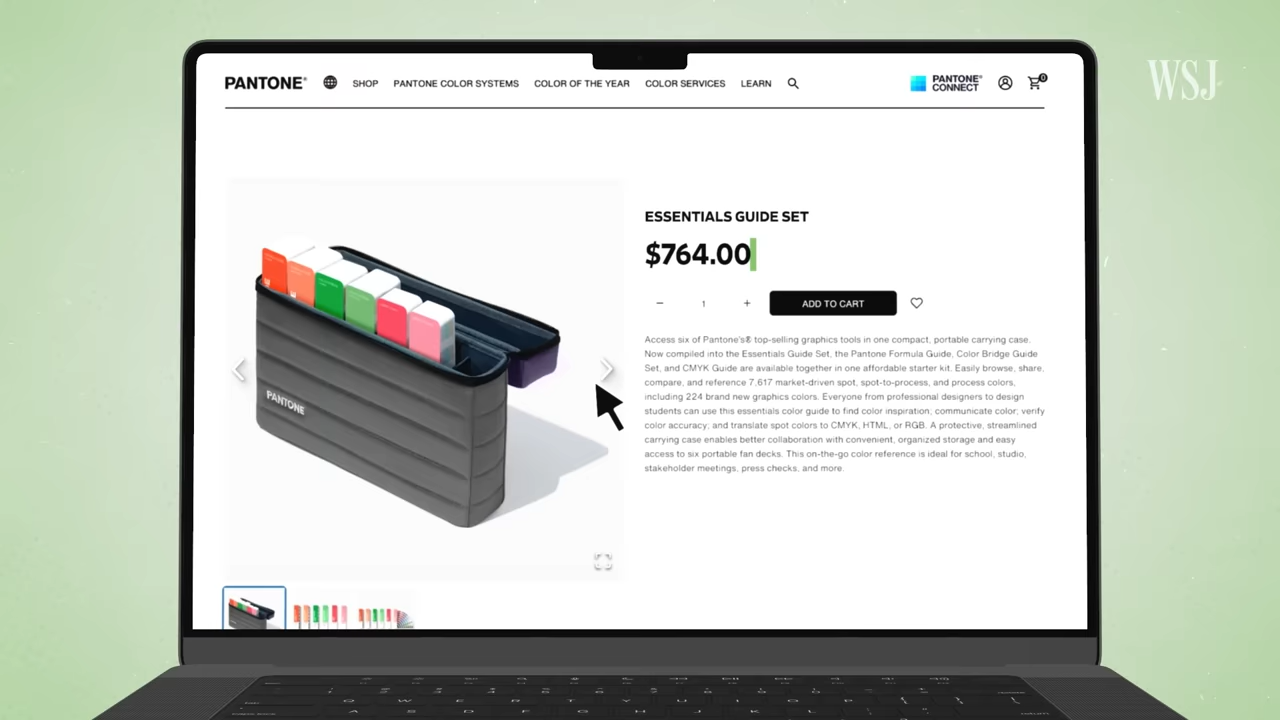 WSJ
PANTONE®
SHOP
PANTONE COLOR SYSTEMS
COLOR OF THE YEAR
COLOR SERVICES
LEARN
PANTONE®
CONNECT
0
ESSENTIALS GUIDE SET
$764.00
− 1 +
ADD TO CART
Access six of Pantone's® top-selling graphics tools in one compact, portable carrying case.
Now compiled into the Essentials Guide Set, the Pantone Formula Guide, Color Bridge Guide
Set, and CMYK Guide are available together in one affordable starter kit. Easily browse, share,
compare, and reference 7,617 market-driven spot, spot-to-process, and process colors,
including 224 brand new graphics colors. Everyone from professional designers to design
students can use this essentials color guide to find color inspiration; communicate color; verify
color accuracy; and translate spot colors to CMYK, HTML, or RGB. A protective, streamlined
carrying case enables better collaboration with convenient, organized storage and easy
access to six portable fan decks. This on-the-go color reference is ideal for school, studio,
stakeholder meetings, press checks, and more.
PANTONE